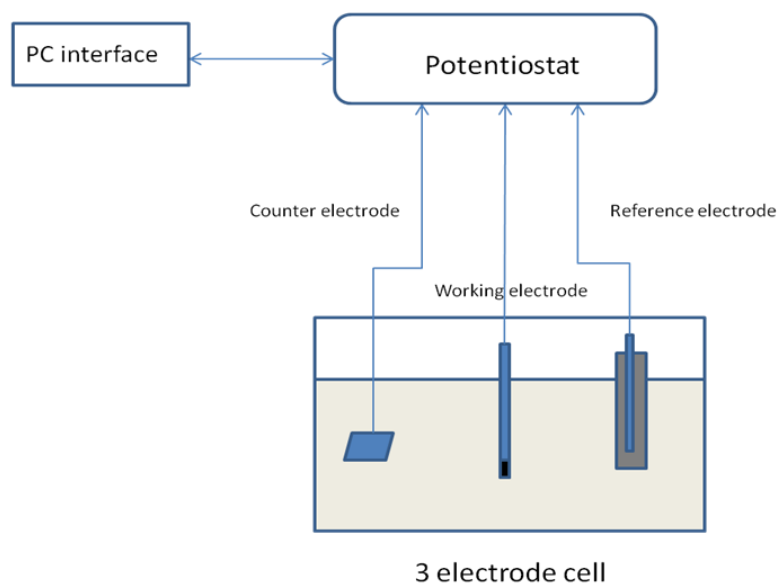 PC interface
Potentiostat
Counter electrode
Reference electrode
Working electrode
3 electrode cell